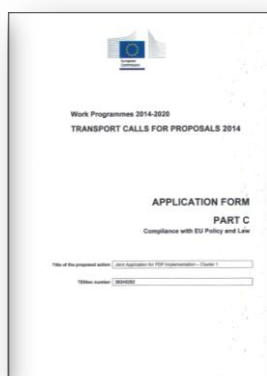 European
Commission
Work Programmes 2014-2020
TRANSPORT CALLS FOR PROPOSALS 2014
APPLICATION FORM
PART C
Compliance with EU Policy and Law
Title of the proposed action Joint Application for PDP Implementation – Cluster 1
TENtec number